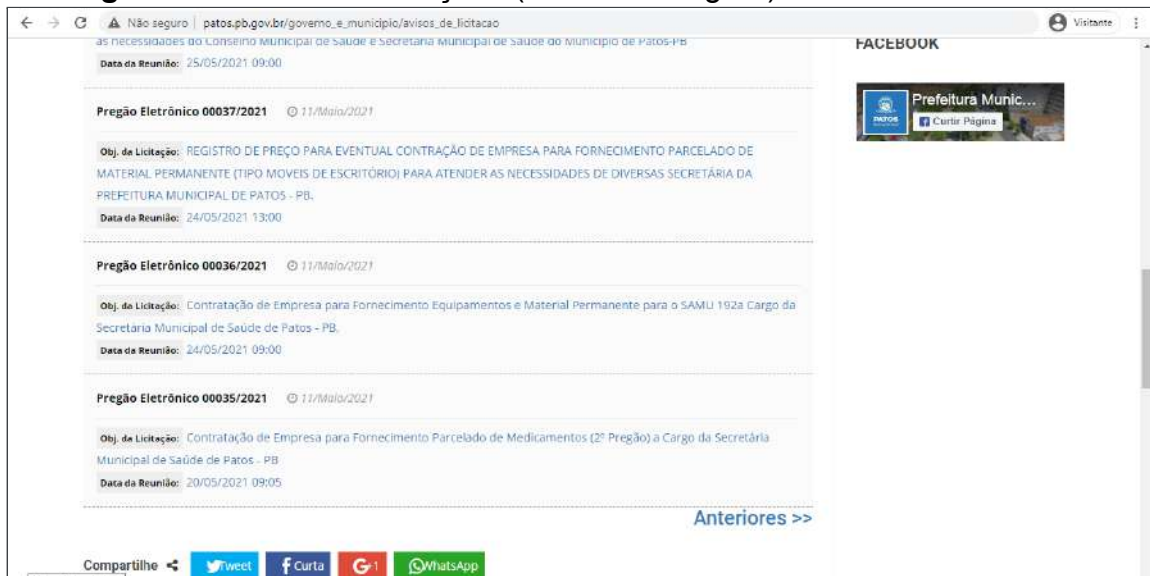 Não seguro patos.pb.gov.br/governo_e_municipio/avisos_de_licitacao
Visitante
as necessidades do Conselho Municipal de Saúde e Secretaria Municipal de Saúde do Município de Patos-PB
Data da Reunião: 25/05/2021 09:00
Pregão Eletrônico 00037/2021 11/Maio/2021
Obj. da Licitação: REGISTRO DE PREÇO PARA EVENTUAL CONTRAÇÃO DE EMPRESA PARA FORNECIMENTO PARCELADO DE
MATERIAL PERMANENTE (TIPO MOVEIS DE ESCRITÓRIO) PARA ATENDER AS NECESSIDADES DE DIVERSAS SECRETÁRIA DA
PREFEITURA MUNICIPAL DE PATOS - PB.
Data da Reunião: 24/05/2021 13:00
Pregão Eletrônico 00036/2021 11/Maio/2021
Obj. da Licitação: Contratação de Empresa para Fornecimento Equipamentos e Material Permanente para o SAMU 192a Cargo da
Secretaria Municipal de Saúde de Patos - PB.
Data da Reunião: 24/05/2021 09:00
Pregão Eletrônico 00035/2021 11/Maio/2021
Obj. da Licitação: Contratação de Empresa para Fornecimento Parcelado de Medicamentos (2º Pregão) a Cargo da Secretária
Municipal de Saúde de Patos - PB
Data da Reunião: 20/05/2021 09:05
Anteriores >>
Compartilhe Tweet Curta G+1 WhatsApp
FACEBOOK
Prefeitura Munic...
PATOS
Curtir Página